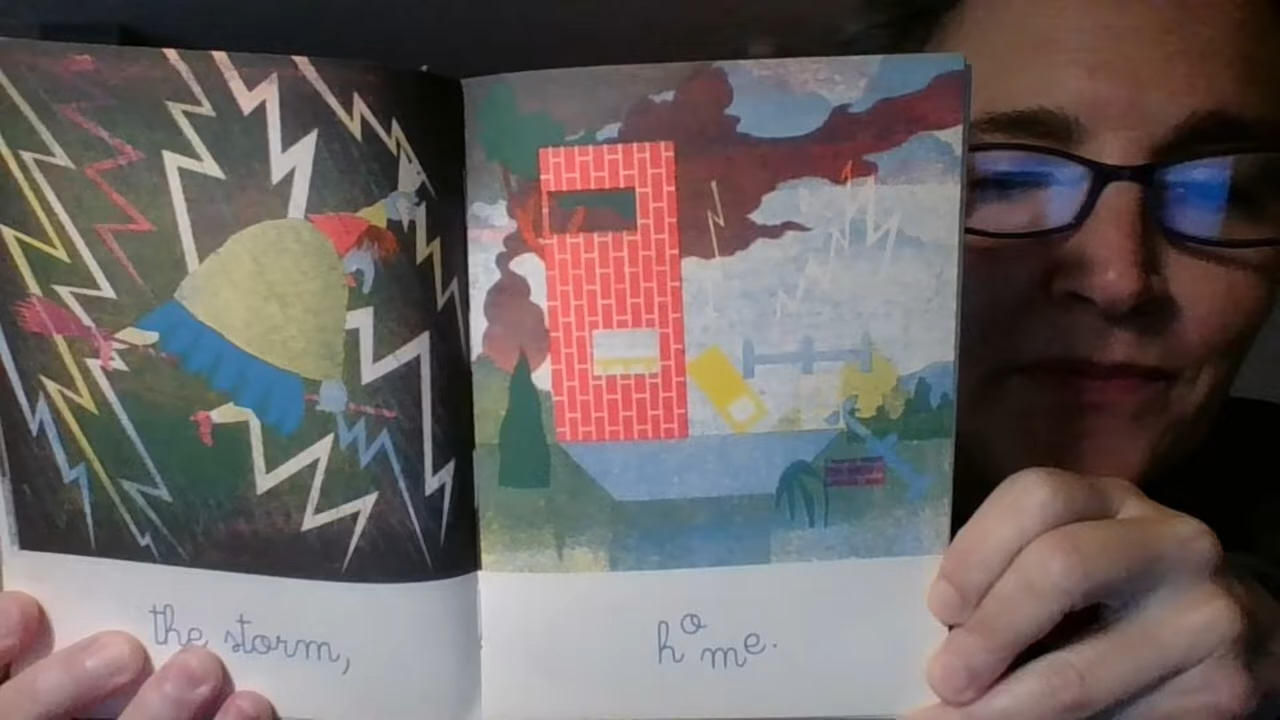 the storm,
home.